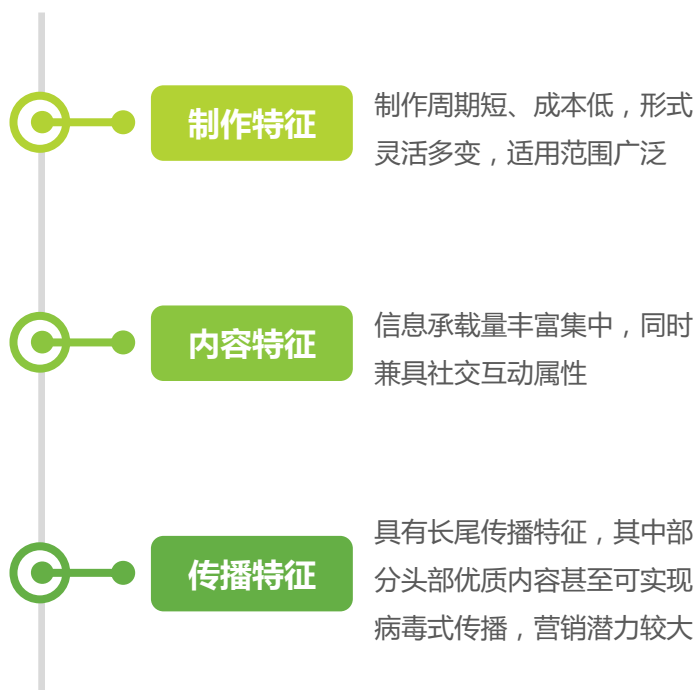 制作特征
制作周期短、成本低，形式
灵活多变，适用范围广泛
内容特征
信息承载量丰富集中，同时
兼具社交互动属性
传播特征
具有长尾传播特征，其中部
分头部优质内容甚至可实现
病毒式传播，营销潜力较大